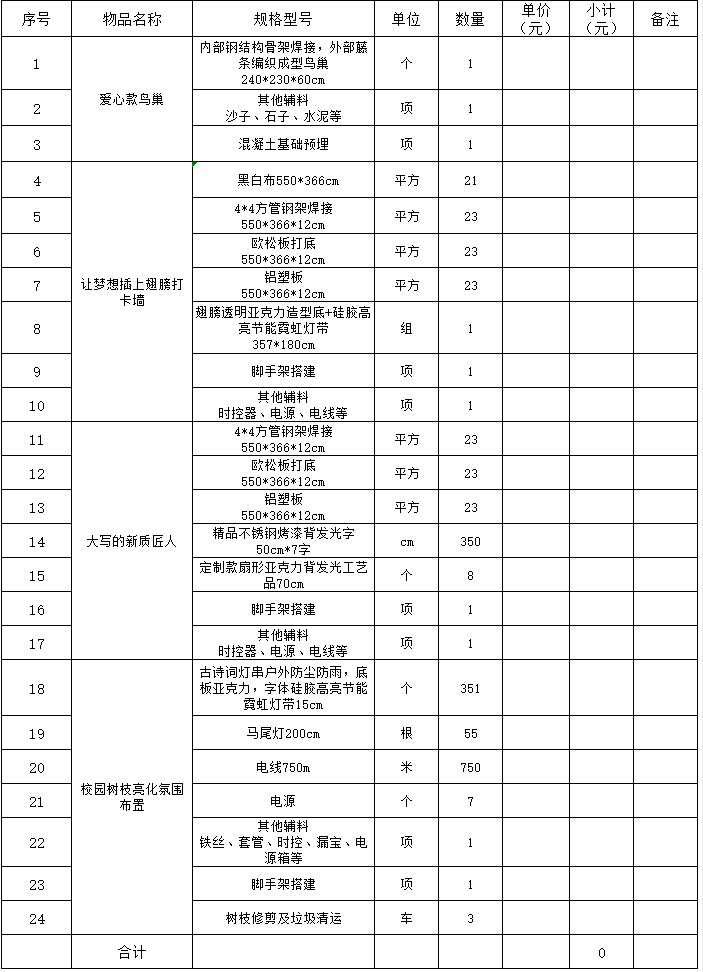 序号 物品名称 规格型号 单位 数量 单价（元） 小计（元） 备注
1 爱心款鸟巢 内部钢结构骨架焊接，外部藤
条编织成型鸟巢
240*230*60cm 个 1
2 其他辅料
沙子、石子、水泥等 项 1
3 混凝土基础预埋 项 1
4 让梦想插上翅膀打
卡墙 黑白布550*366cm 平方 21
5 4*4方管钢架焊接
550*366*12cm 平方 23
6 欧松板打底
550*366*12cm 平方 23
7 铝塑板
550*366*12cm 平方 23
8 翅膀透明亚克力造型底+硅胶高
亮节能霓虹灯带
357*180cm 组 1
9 脚手架搭建 项 1
10 其他辅料
时控器、电源、电线等 项 1
11 大写的新质匠人 4*4方管钢架焊接
550*366*12cm 平方 23
12 欧松板打底
550*366*12cm 平方 23
13 铝塑板
550*366*12cm 平方 23
14 精品不锈钢烤漆背发光字
50cm*7字 cm 350
15 定制款扇形亚克力背发光工艺
品70cm 个 8
16 脚手架搭建 项 1
17 其他辅料
时控器、电源、电线等 项 1
18 校园树枝亮化氛围
布置 古诗词灯串户外防尘防雨，底
板亚克力，字体硅胶高亮节能
霓虹灯带15cm 个 351
19 马尾灯200cm 根 55
20 电线750m 米 750
21 电源 个 7
22 其他辅料
铁丝、套管、时控、漏宝、电
源箱等 项 1
23 脚手架搭建 项 1
24 树枝修剪及垃圾清运 车 3
合计 0